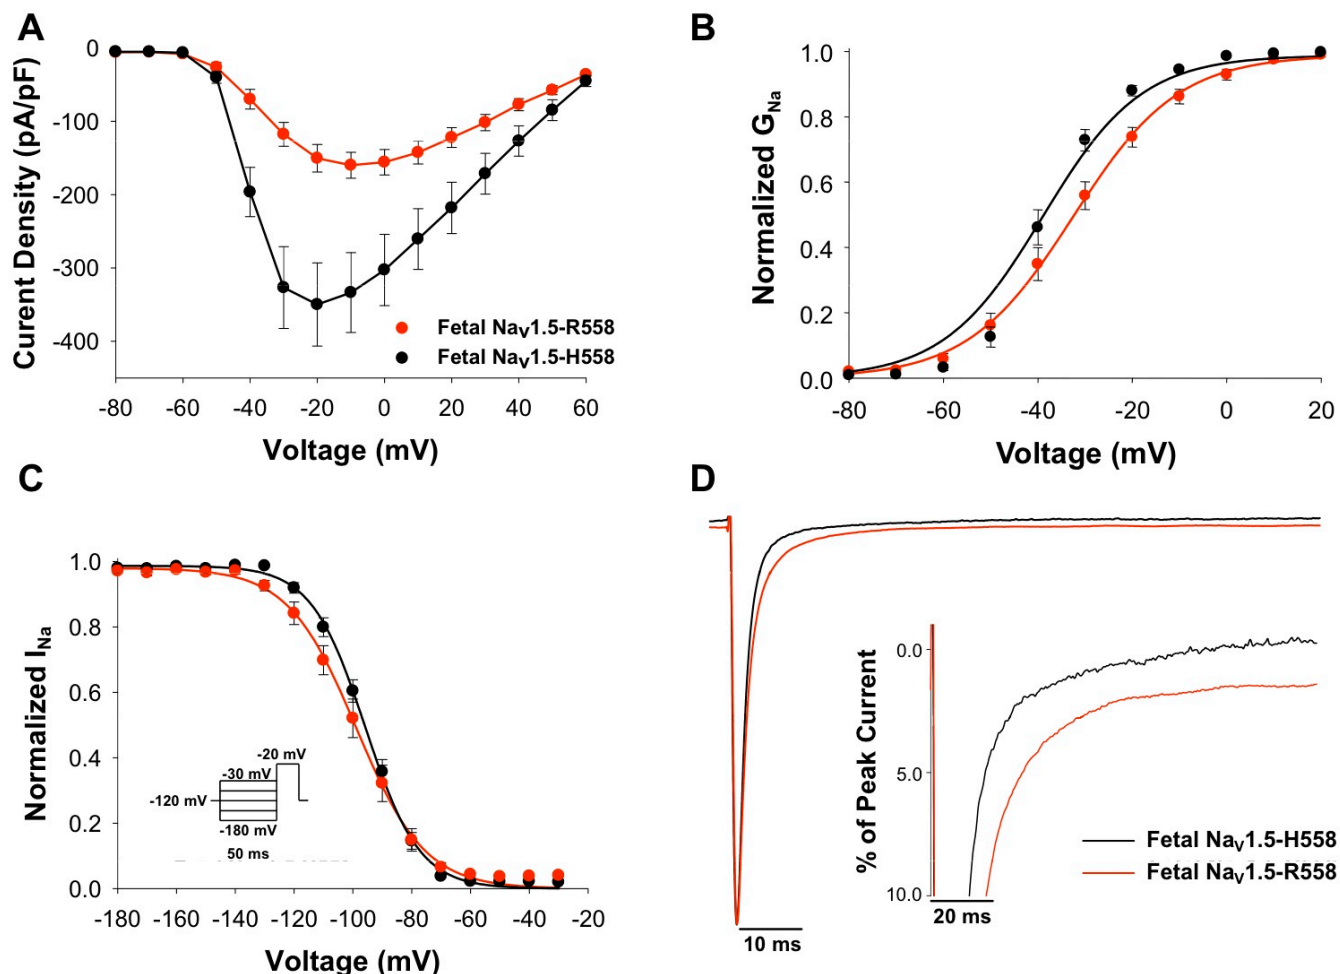 A
0
-100
-200
-300
-400
Curent Density (pA/pF)
Fetal NaV1.5-R558
Fetal NaV1.5-H558
-80 -60 -40 -20 0 20 40 60
Voltage (mV)
B
1.0
0.8
0.6
0.4
0.2
0.0
Normalized GNa
-80 -60 -40 -20 0 20
Voltage (mV)
C
1.0
0.8
0.6
0.4
0.2
0.0
Normalized INa
-20 mV
-30 mV
-120 mV
-180 mV
50 ms
-180 -160 -140 -120 -100 -80 -60 -40 -20
Voltage (mV)
D
10 ms
0.0
5.0
10.0
% of Peak Current
20 ms
Fetal NaV1.5-H558
Fetal NaV1.5-R558